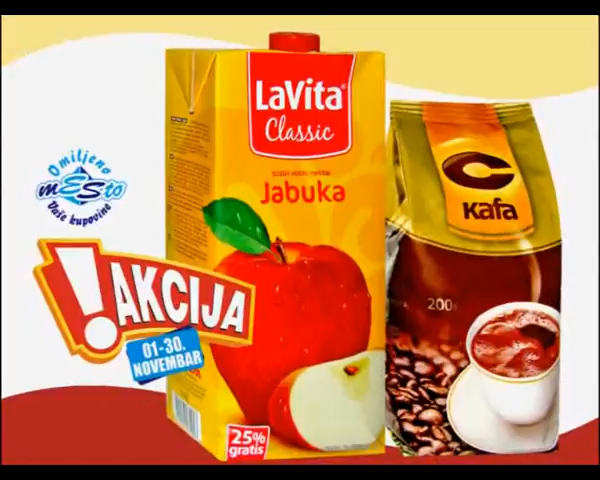 Omiljeno
mESto
Vaše kupovine
!AKCIJA
01-30.
NOVEMBAR
LaVita®
Classic
Jabuka
25%
gratis
C
Kafa
200g